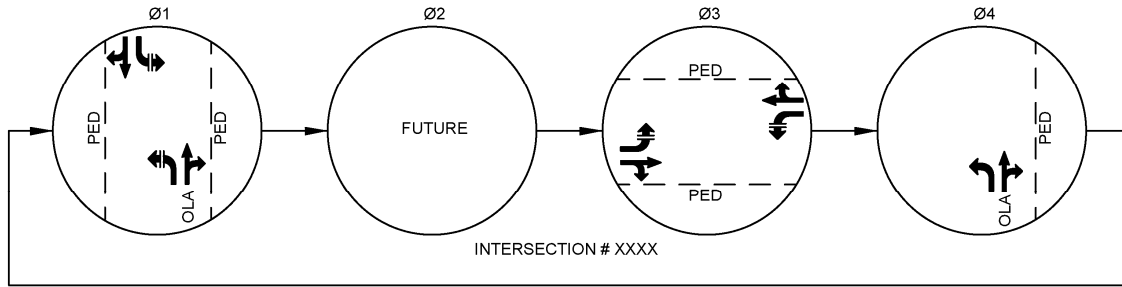 Ø1
Ø2
Ø3
Ø4
PED
PED
OLA
FUTURE
PED
PED
PED
OLA
INTERSECTION # XXXX